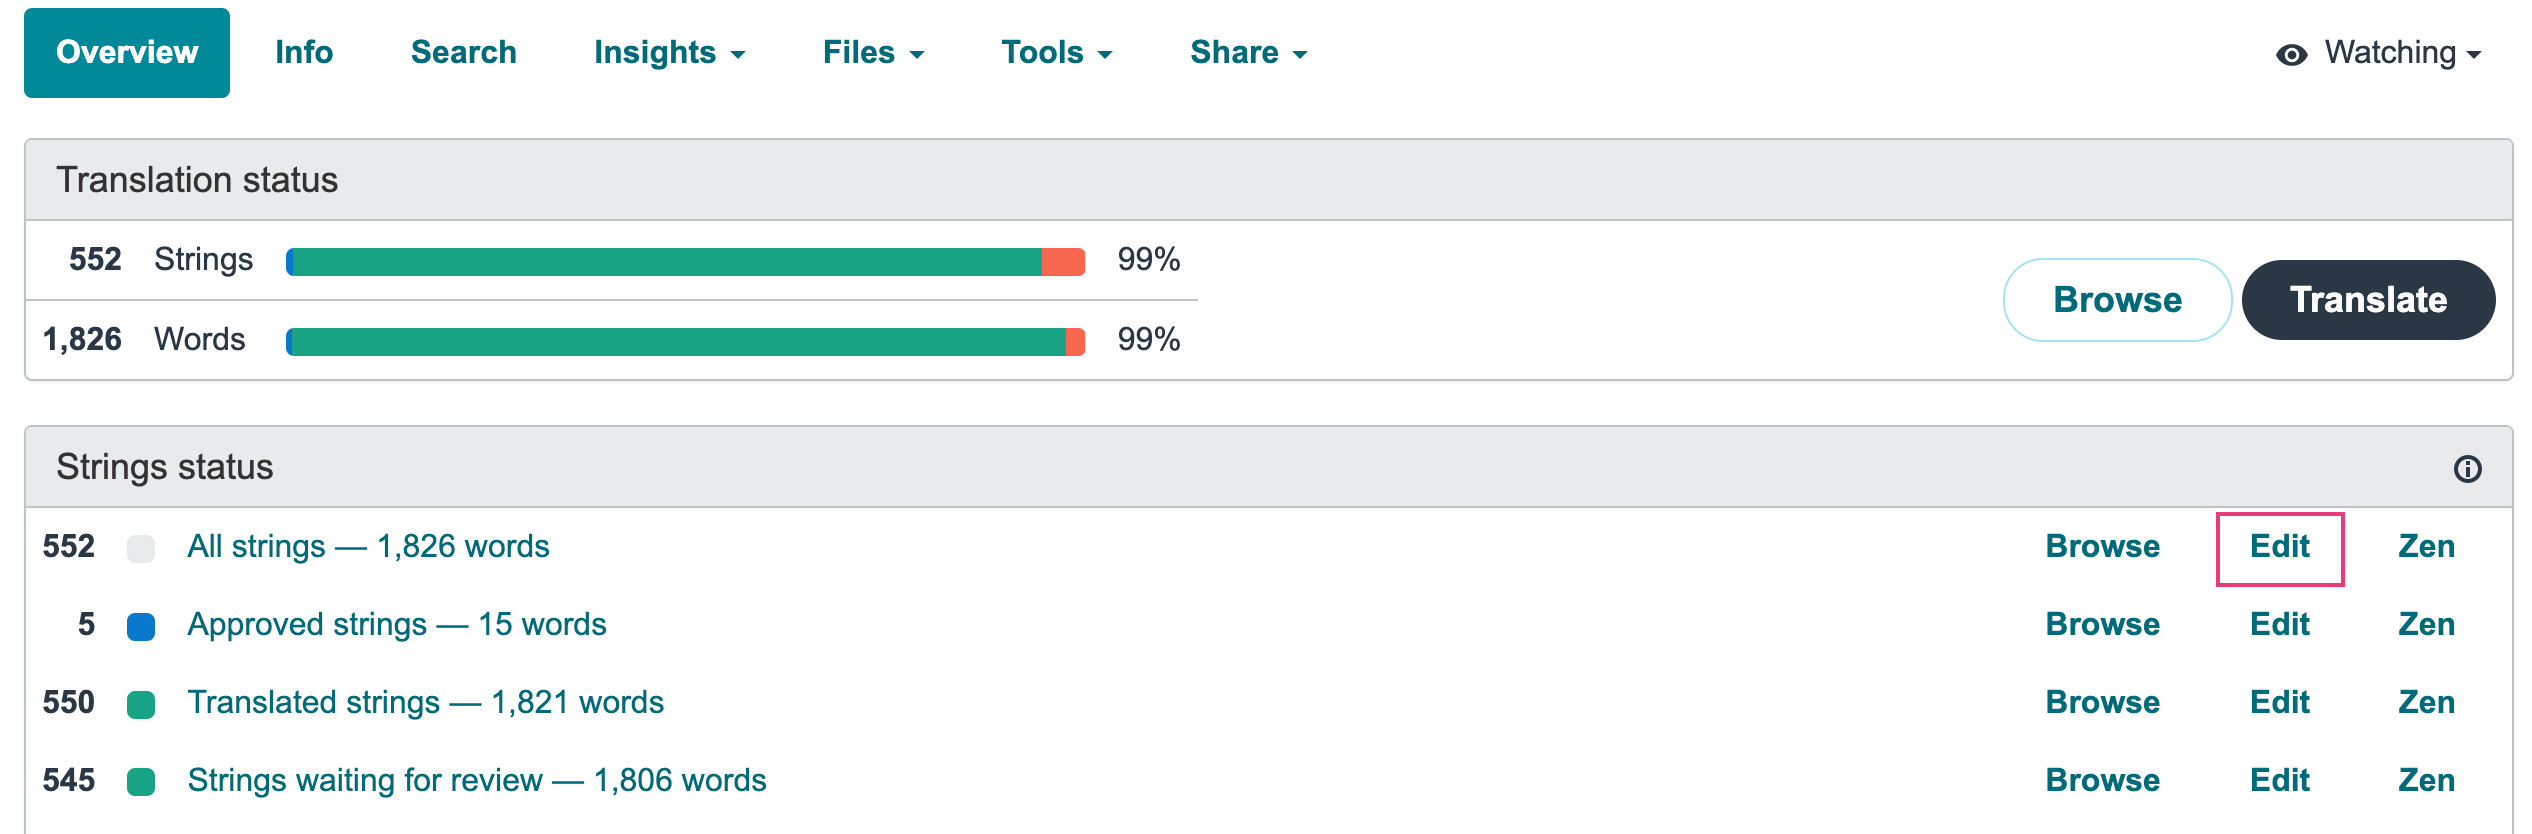 Overview Info Search Insights Files Tools Share Watching
Translation status
552 Strings 99%
1,826 Words 99%
Browse Translate
Strings status
552 All strings — 1,826 words Browse Edit Zen
5 Approved strings — 15 words Browse Edit Zen
550 Translated strings — 1,821 words Browse Edit Zen
545 Strings waiting for review — 1,806 words Browse Edit Zen